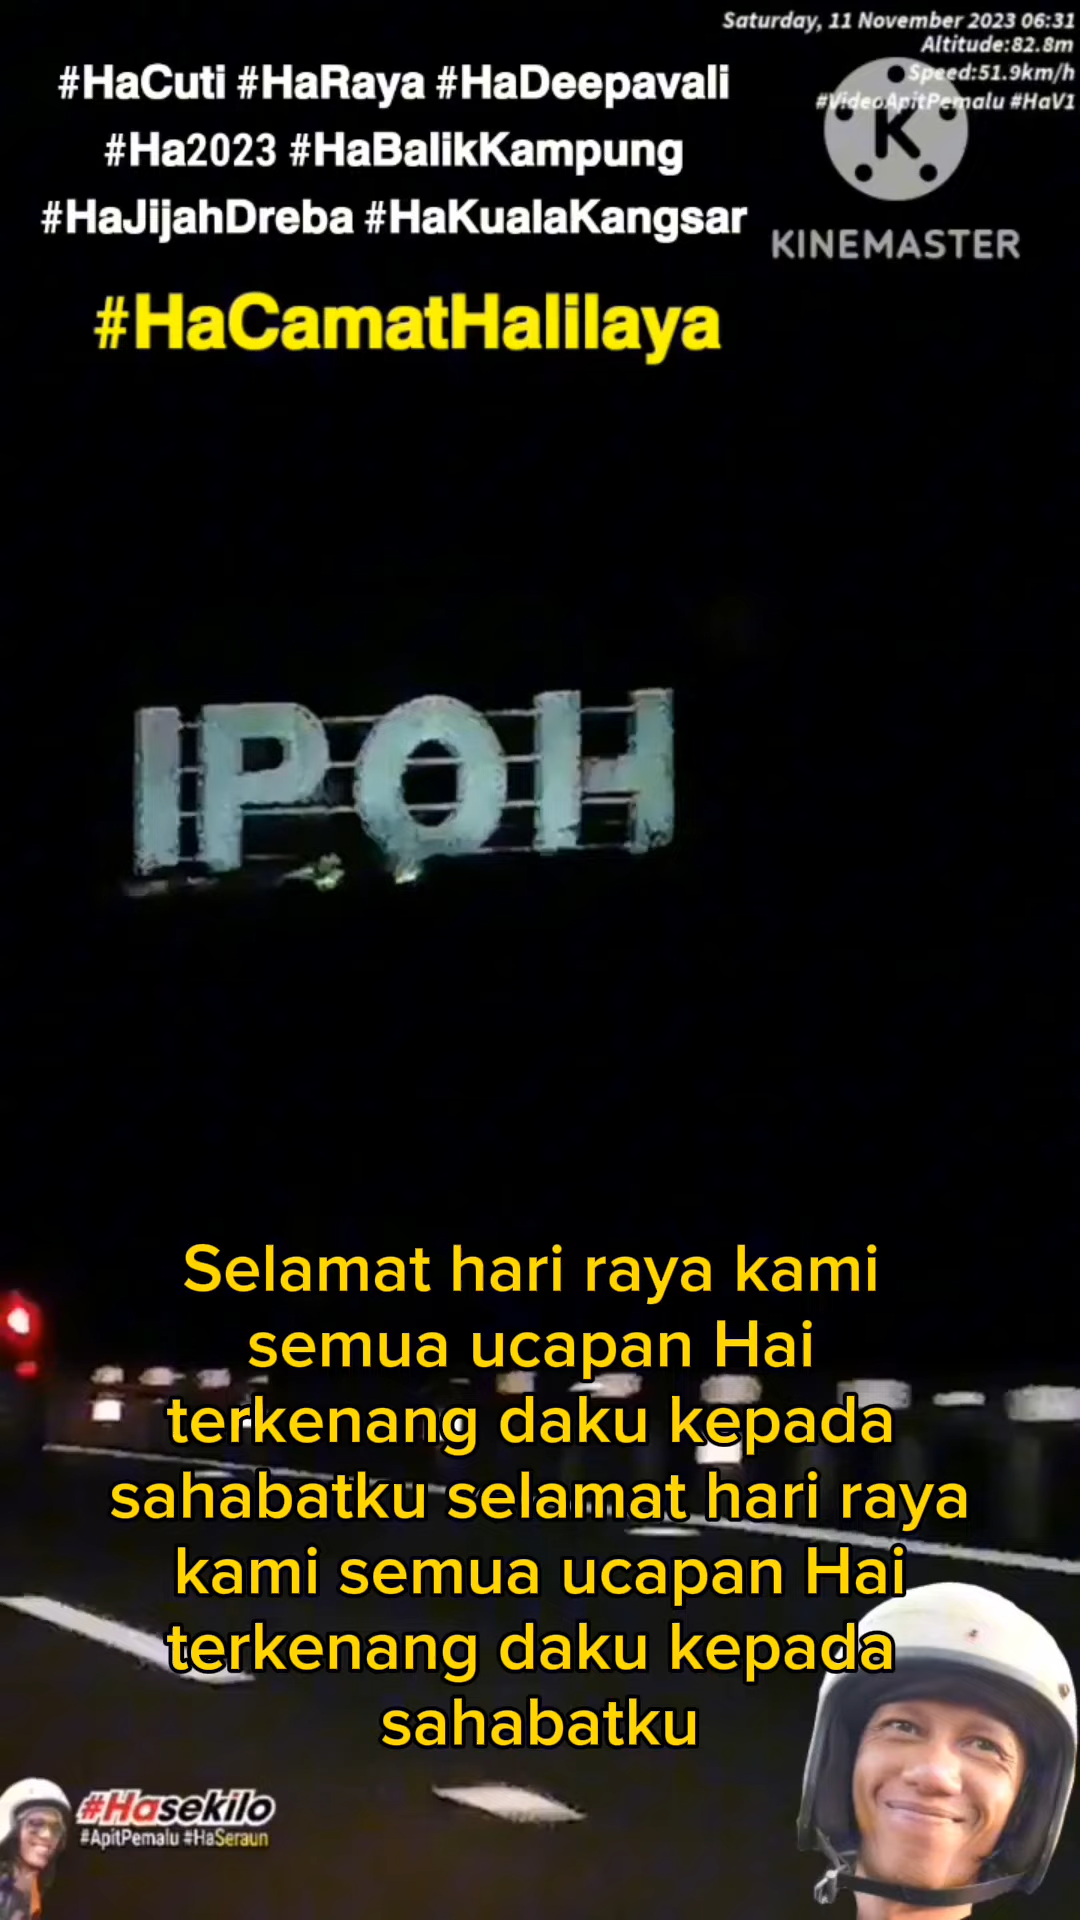 Saturday, 11 November 2023 06:31
Altitude:82.8m
Speed:51.9km/h
#VideoApitPemalu #HaV1
#HaCuti #HaRaya #HaDeepavali
#Ha2023 #HaBalikKampung
#HaJijahDreba #HaKualaKangsar
K
KINEMASTER
#HaCamatHalilaya
IPOH
Selamat hari raya kami
semua ucapan Hai
terkenang daku kepada
sahabatku selamat hari raya
kami semua ucapan Hai
terkenang daku kepada
sahabatku
#Hasekilo
#ApitPemalu #HaSeraun